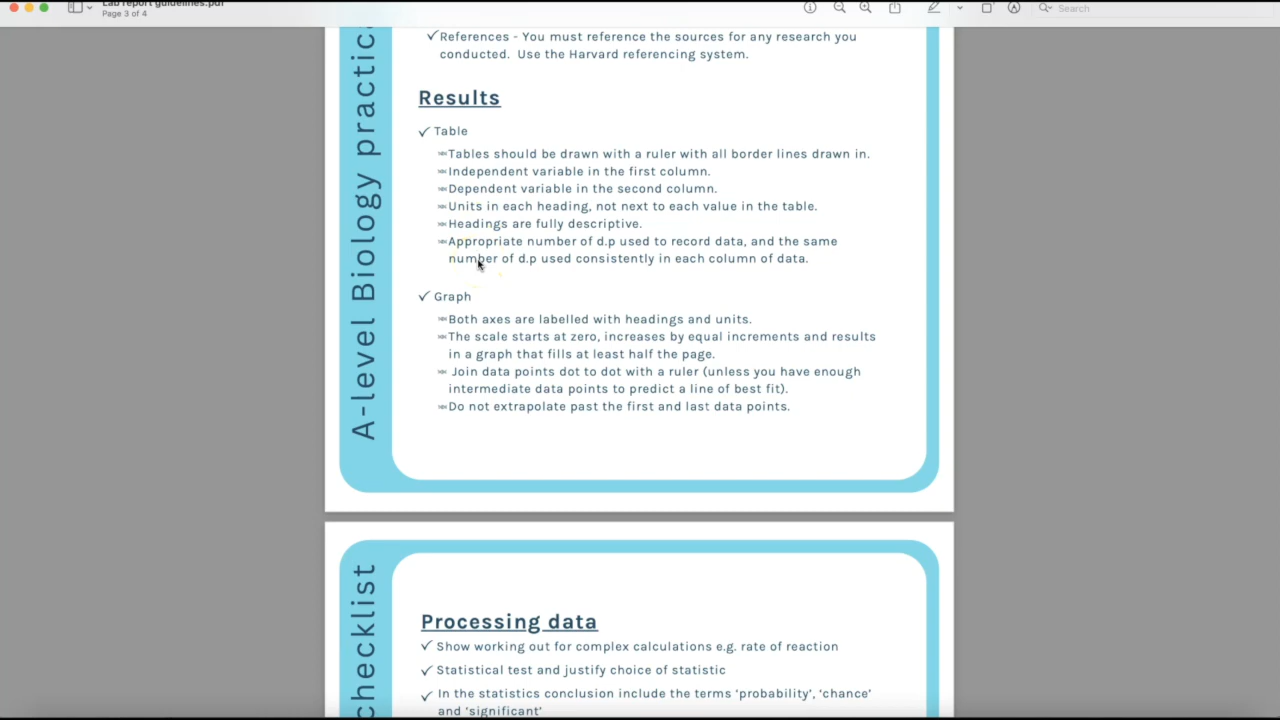 Lab report guidelines.pdf
Page 3 of 4
Search
A-level Biology practic
✓References - You must reference the sources for any research you
conducted. Use the Harvard referencing system.
Results
✓ Table
Tables should be drawn with a ruler with all border lines drawn in.
Independent variable in the first column.
Dependent variable in the second column.
Units in each heading, not next to each value in the table.
Headings are fully descriptive.
Appropriate number of d.p used to record data, and the same
number of d.p used consistently in each column of data.
✓ Graph
Both axes are labelled with headings and units.
The scale starts at zero, increases by equal increments and results
in a graph that fills at least half the page.
Join data points dot to dot with a ruler (unless you have enough
intermediate data points to predict a line of best fit).
Do not extrapolate past the first and last data points.
checklist
Processing data
✓ Show working out for complex calculations e.g. rate of reaction
✓ Statistical test and justify choice of statistic
✓ In the statistics conclusion include the terms ‘probability’, ‘chance’
and ‘significant’